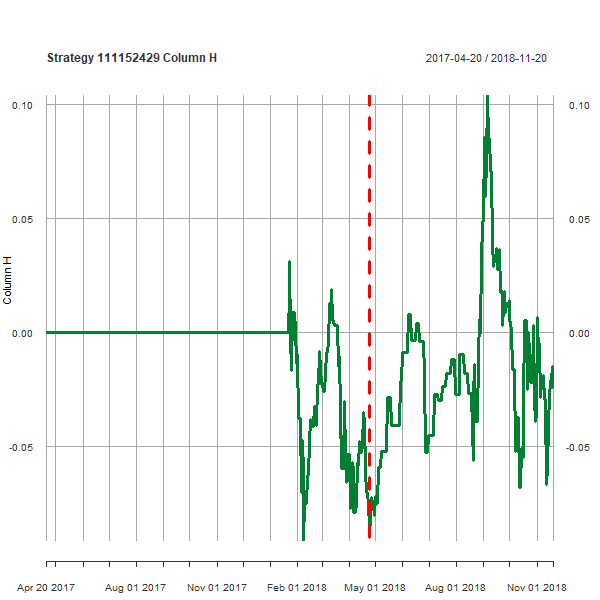 Strategy 111152429 Column H 2017-04-20 / 2018-11-20
0.10 0.10
0.05 0.05
Column H
0.00 0.00
-0.05 -0.05
Apr 20 2017 Aug 01 2017 Nov 01 2017 Feb 01 2018 May 01 2018 Aug 01 2018 Nov 01 2018